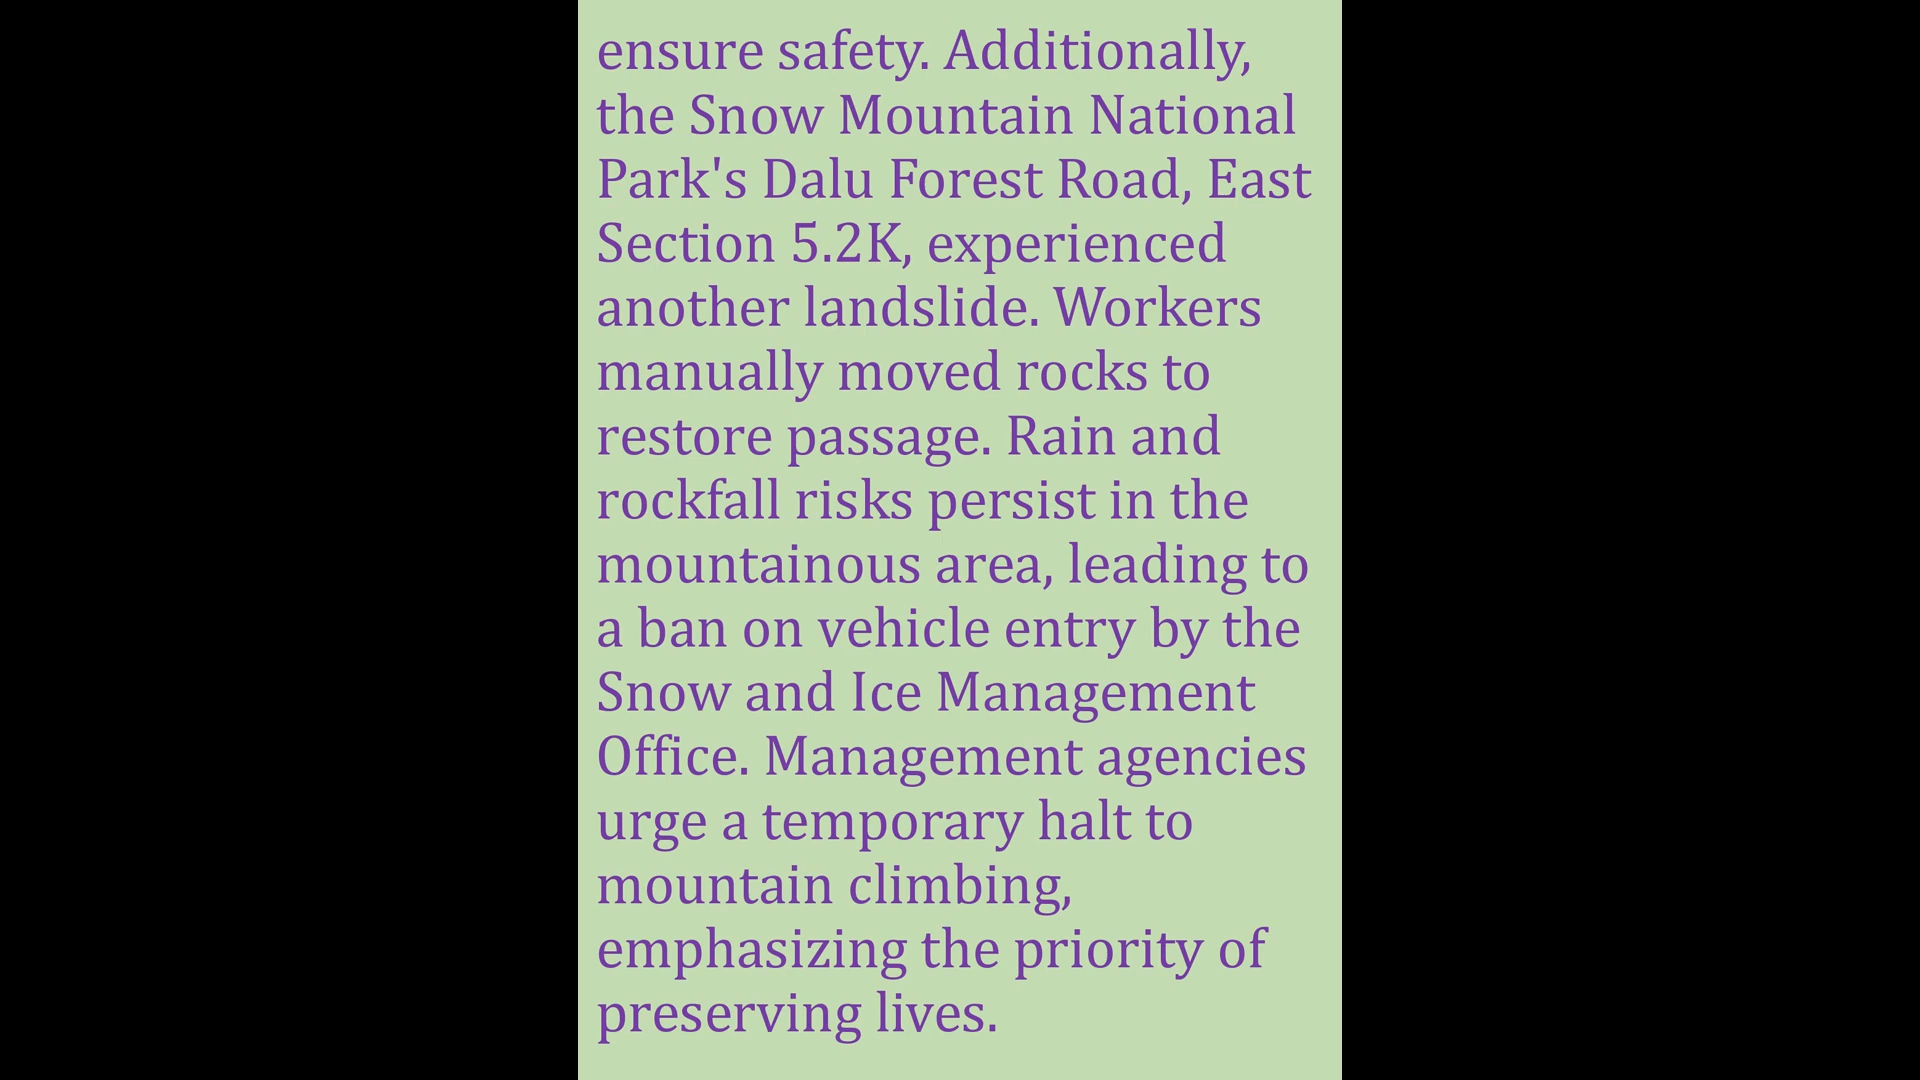 ensure safety. Additionally,
the Snow Mountain National
Park's Dalu Forest Road, East
Section 5.2K, experienced
another landslide. Workers
manually moved rocks to
restore passage. Rain and
rockfall risks persist in the
mountainous area, leading to
a ban on vehicle entry by the
Snow and Ice Management
Office. Management agencies
urge a temporary halt to
mountain climbing,
emphasizing the priority of
preserving lives.